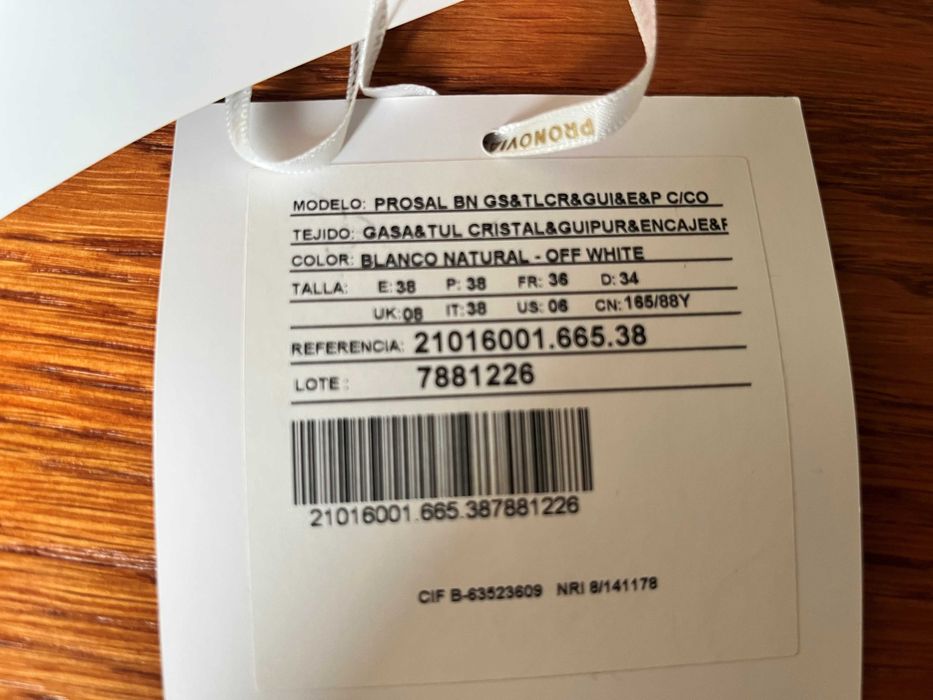 PRONOVIA
MODELO: PROSAL BN GS&TLCR&GUI&E&P C/CO
TEJIDO: GASA&TUL CRISTAL&GUIPUR&ENCAJE&F
COLOR: BLANCO NATURAL - OFF WHITE
TALLA: E: 38 P: 38 FR: 36 D: 34
UK: 08 IT: 38 US: 06 CN: 165/88Y
REFERENCIA: 21016001.665.38
LOTE: 7881226
21016001.665.387881226
CIF B-63523609 NRI 8/141178